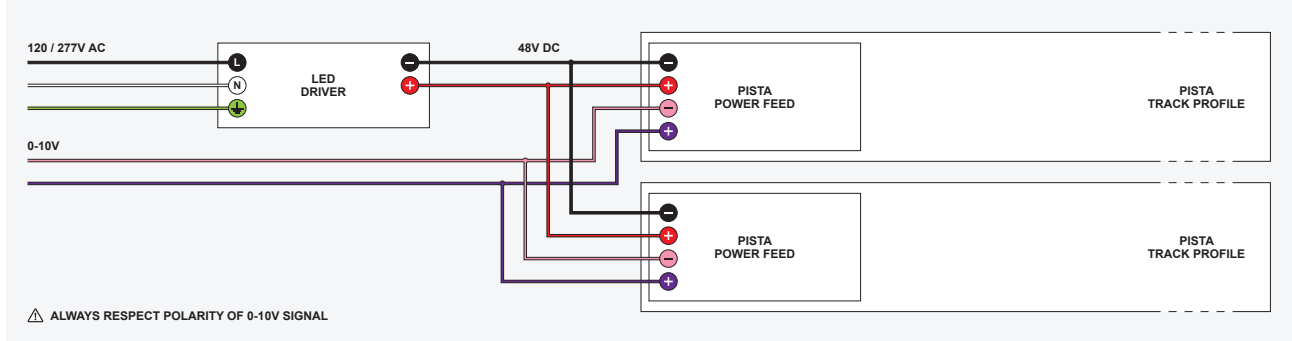 120 / 277V AC
48V DC
L
N
LED
DRIVER
PISTA
POWER FEED
PISTA
TRACK PROFILE
0-10V
PISTA
POWER FEED
PISTA
TRACK PROFILE
ALWAYS RESPECT POLARITY OF 0-10V SIGNAL